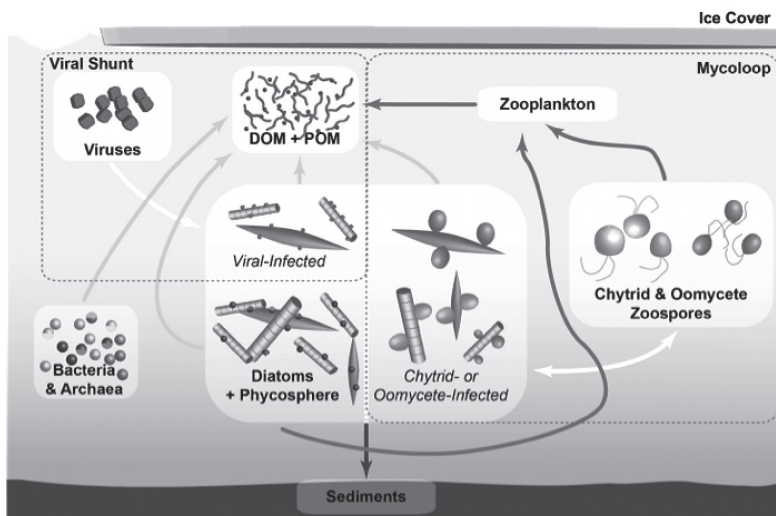 Ice Cover
Viral Shunt
Mycoloop
Viruses
DOM + POM
Zooplankton
Viral-Infected
Chytrid & Oomycete
Zoospores
Bacteria
& Archaea
Diatoms
+ Phycosphere
Chytrid- or
Oomycete-Infected
Sediments